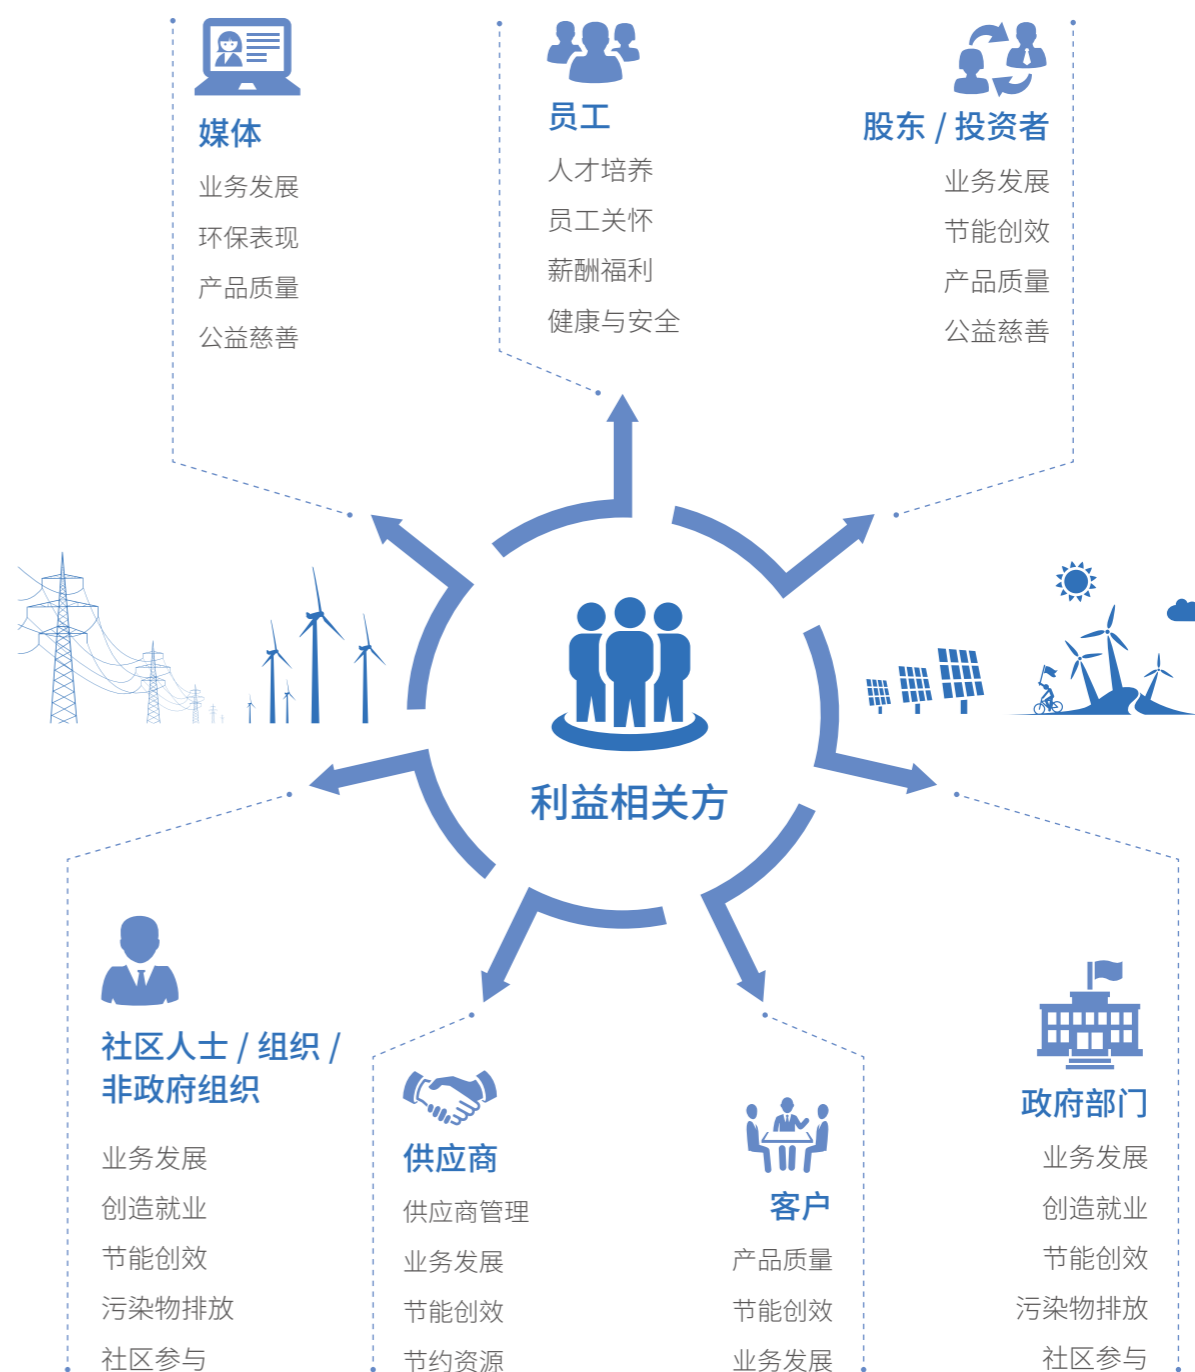 媒体
业务发展
环保表现
产品质量
公益慈善
员工
人才培养
员工关怀
薪酬福利
健康与安全
股东 / 投资者
业务发展
节能创效
产品质量
公益慈善
利益相关方
社区人士 / 组织 /
非政府组织
业务发展
创造就业
节能创效
污染物排放
社区参与
供应商
供应商管理
业务发展
节能创效
节约资源
客户
产品质量
节能创效
业务发展
政府部门
业务发展
创造就业
节能创效
污染物排放
社区参与